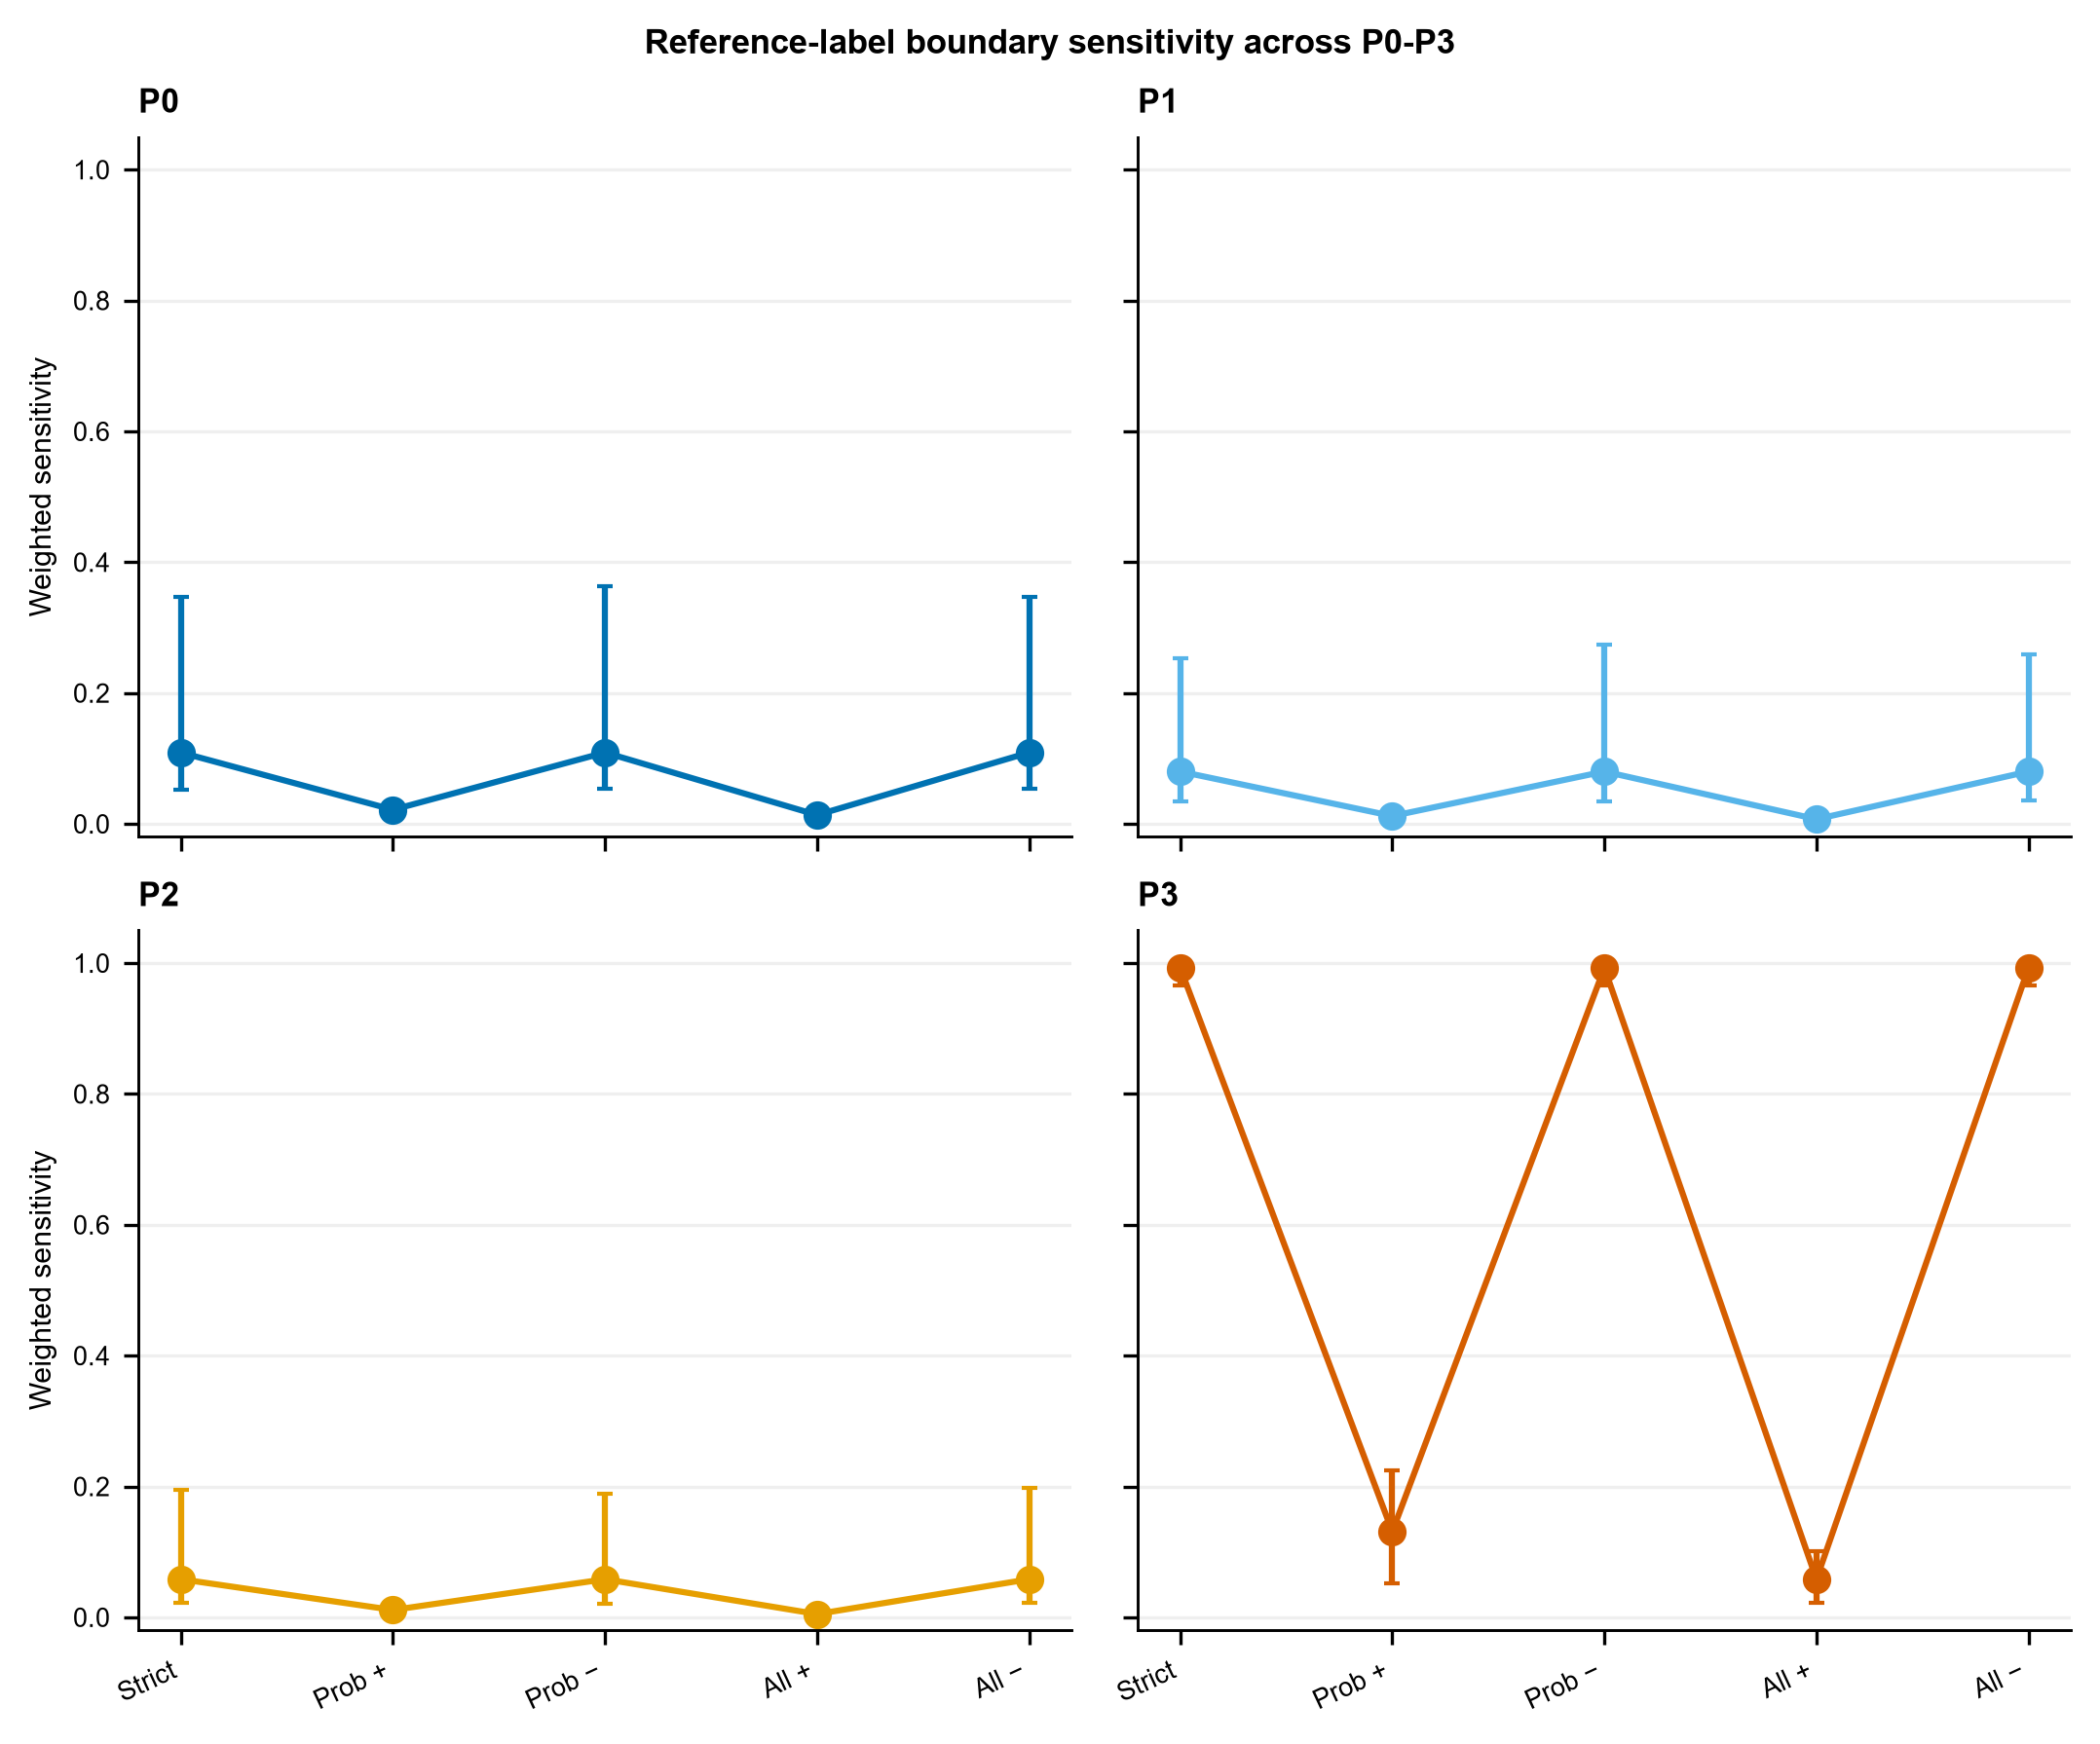 Reference-label boundary sensitivity across P0-P3
P0
P1
Weighted sensitivity
1.0
0.8
0.6
0.4
0.2
0.0
P2
P3
Weighted sensitivity
1.0
0.8
0.6
0.4
0.2
0.0
Strict
Prob +
Prob −
All +
All −
Strict
Prob +
Prob −
All +
All −